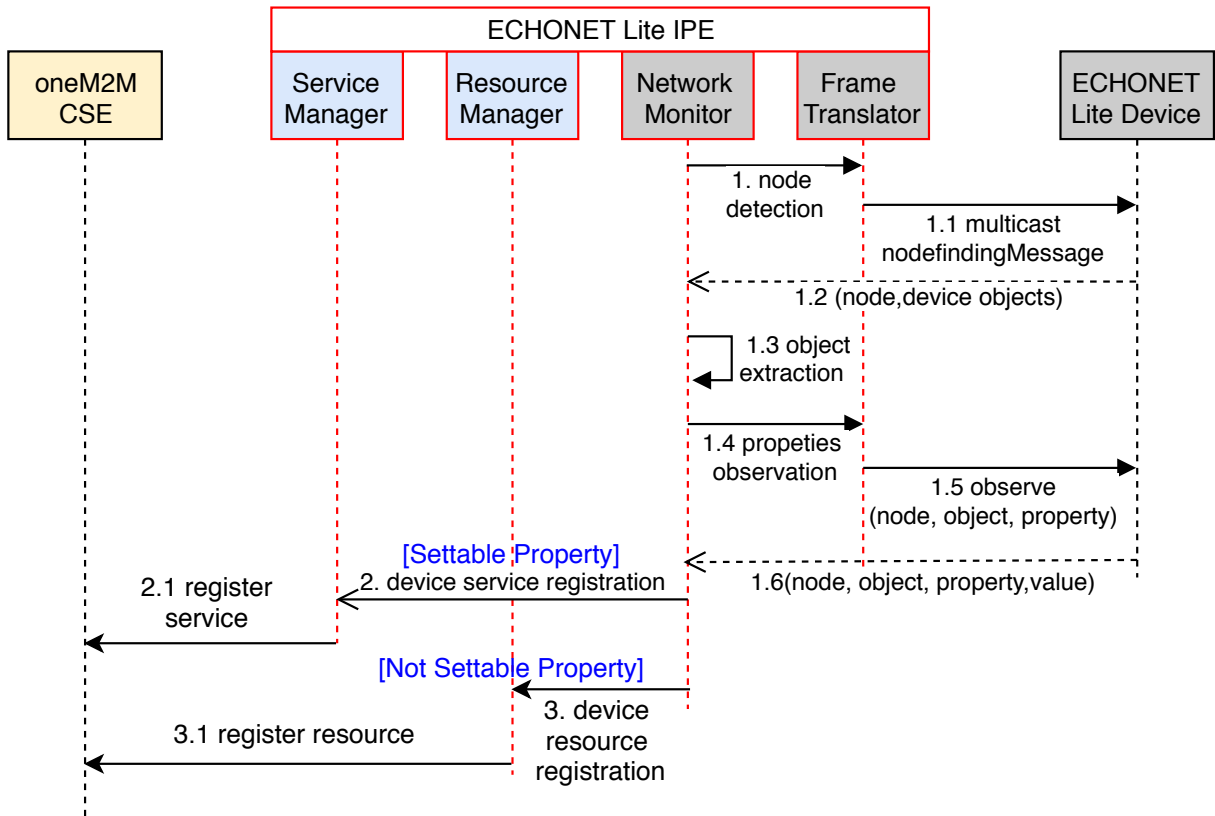 ECHONET Lite IPE
oneM2M
CSE
Service
Manager
Resource
Manager
Network
Monitor
Frame
Translator
ECHONET
Lite Device
1. node
detection
1.1 multicast
nodefindingMessage
1.2 (node,device objects)
1.3 object
extraction
1.4 propeties
observation
1.5 observe
(node, object, property)
[Settable Property]
1.6(node, object, property,value)
2. device service registration
2.1 register
service
[Not Settable Property]
3. device
resource
registration
3.1 register resource